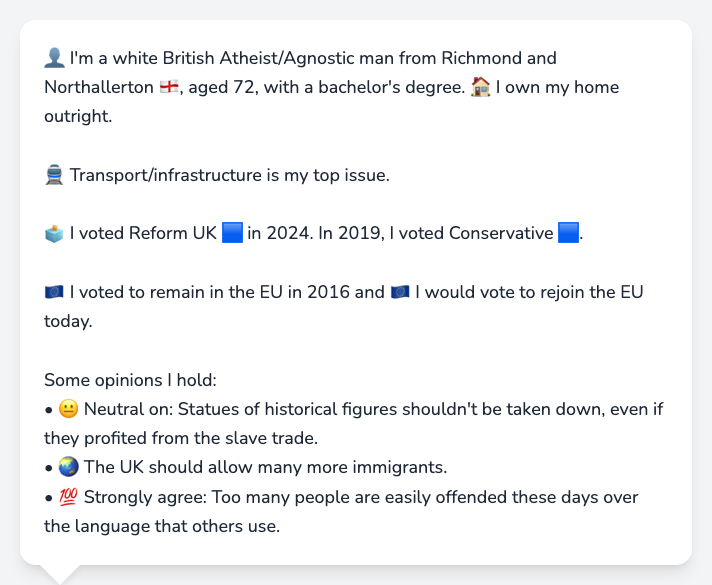 👤 I'm a white British Atheist/Agnostic man from Richmond and
Northallerton 🏴󠁧󠁢󠁥󠁮󠁧󠁿, aged 72, with a bachelor's degree. 🏠 I own my home
outright.
🚆 Transport/infrastructure is my top issue.
🗳️ I voted Reform UK 🟦 in 2024. In 2019, I voted Conservative 🟦.
🇪🇺 I voted to remain in the EU in 2016 and 🇪🇺 I would vote to rejoin the EU
today.
Some opinions I hold:
• 😐 Neutral on: Statues of historical figures shouldn't be taken down, even if
they profited from the slave trade.
• 🌏 The UK should allow many more immigrants.
• 💯 Strongly agree: Too many people are easily offended these days over
the language that others use.